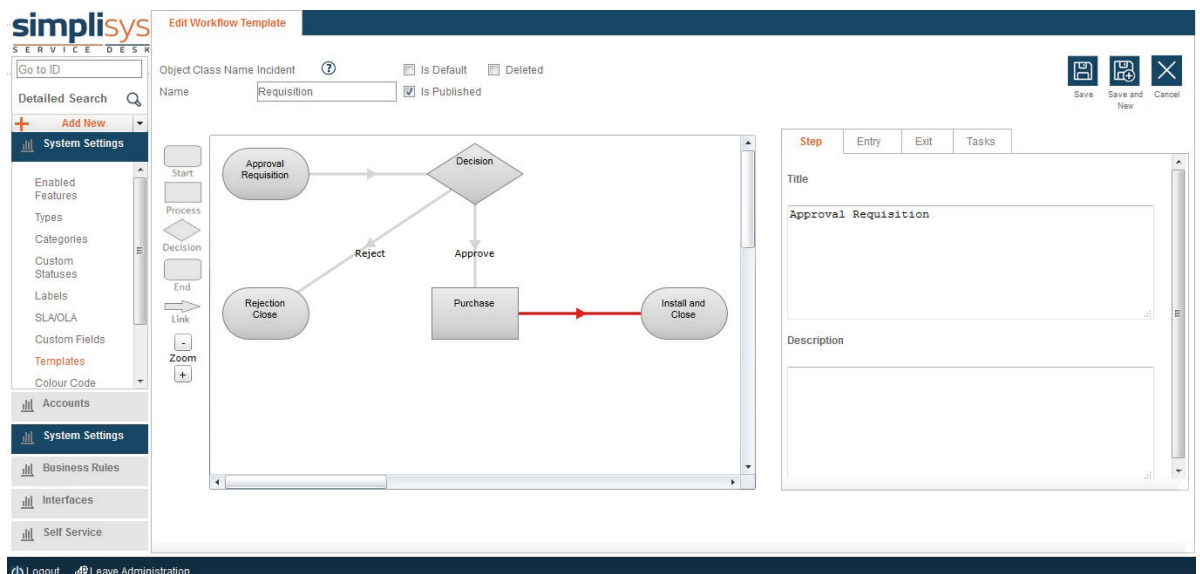 simplisys
SERVICE DESK
Edit Workflow Template
Go to ID
Detailed Search
Add New
System Settings
Enabled
Features
Types
Categories
Custom
Statuses
Labels
SLA/OLA
Custom Fields
Templates
Colour Code
Accounts
System Settings
Business Rules
Interfaces
Self Service
Logout Leave Administration
Object Class Name Incident ? Is Default Deleted
Name Requisition Is Published
Save Save and New Cancel
Start
Process
Decision
End
Link
-
Zoom
+
Approval
Requisition
Decision
Reject
Approve
Rejection
Close
Purchase
Install and
Close
Step Entry Exit Tasks
Title
Approval Requisition
Description